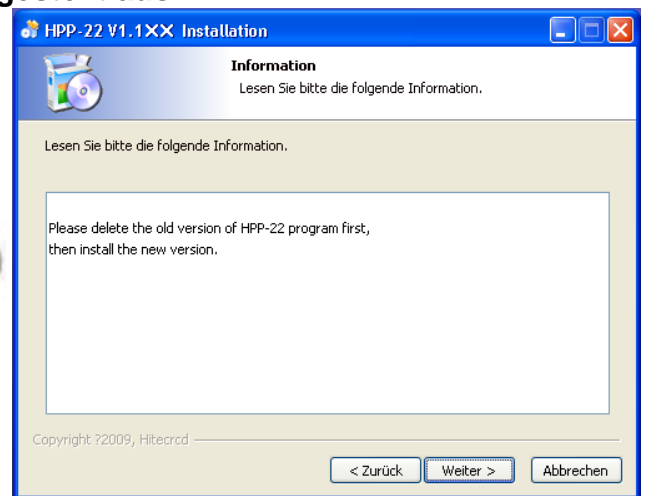 HPP-22 V1.1XX Installation
Information
Lesen Sie bitte die folgende Information.
Lesen Sie bitte die folgende Information.
Please delete the old version of HPP-22 program first,
then install the new version.
Copyright ?2009, Hitecrcd
< Zurück Weiter > Abbrechen